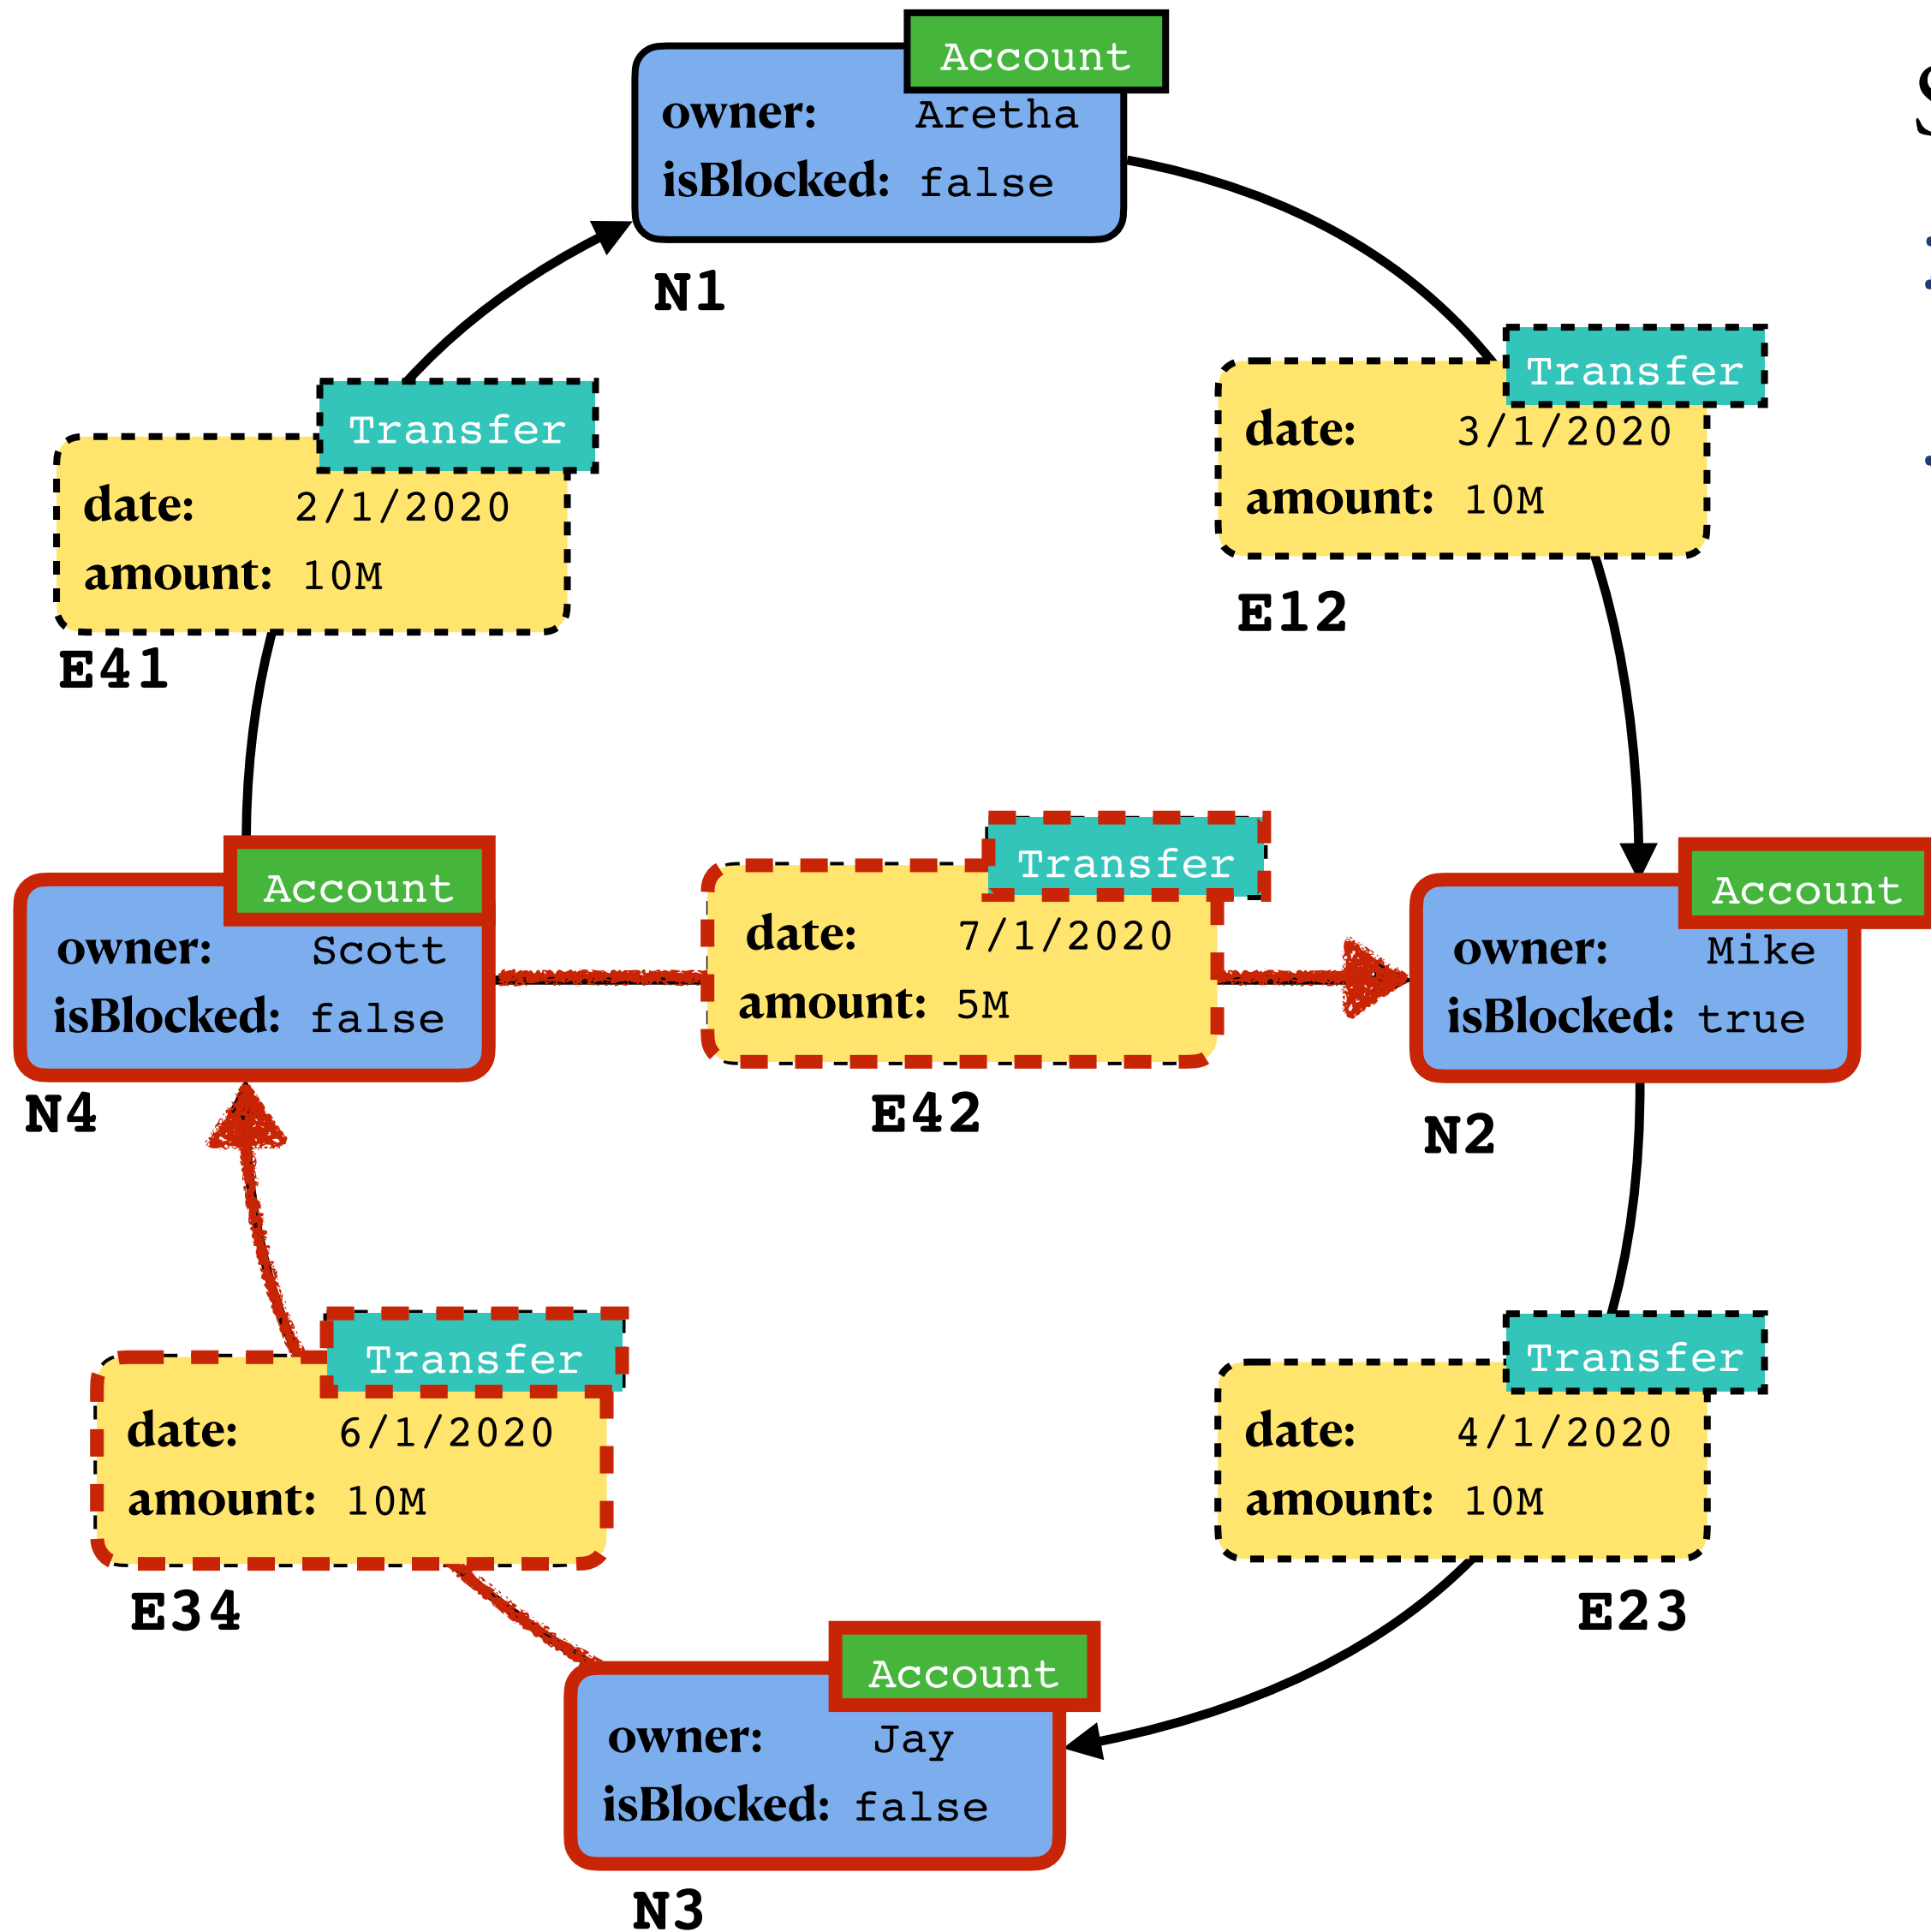 Account
owner: Aretha
isBlocked: false
N1
Transfer
date: 3/1/2020
amount: 10M
E12
Transfer
date: 2/1/2020
amount: 10M
E41
Account
owner: Scott
isBlocked: false
N4
Transfer
date: 7/1/2020
amount: 5M
E42
Account
owner: Mike
isBlocked: true
N2
Transfer
date: 6/1/2020
amount: 10M
E34
Transfer
date: 4/1/2020
amount: 10M
E23
Account
owner: Jay
isBlocked: false
N3